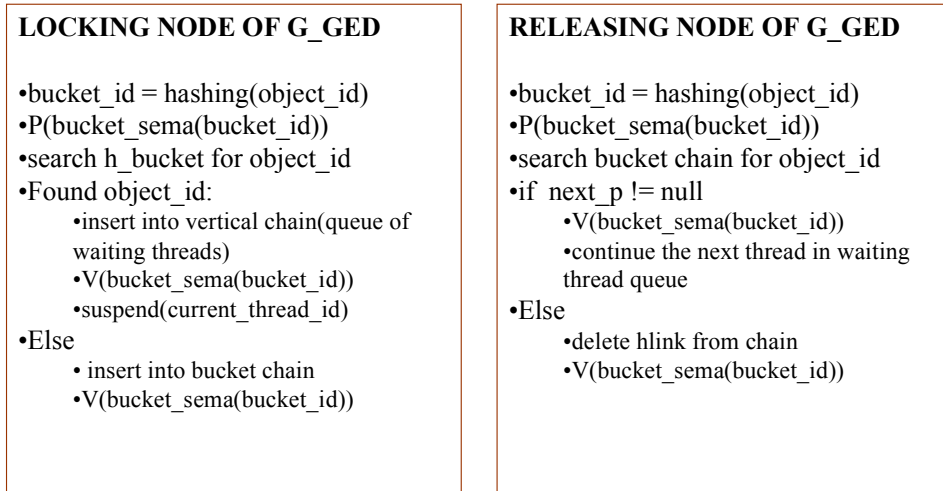 LOCKING NODE OF G_GED
•bucket_id = hashing(object_id)
•P(bucket_sema(bucket_id))
•search h_bucket for object_id
•Found object_id:
•insert into vertical chain(queue of
waiting threads)
•V(bucket_sema(bucket_id))
•suspend(current_thread_id)
•Else
• insert into bucket chain
•V(bucket_sema(bucket_id))
RELEASING NODE OF G_GED
•bucket_id = hashing(object_id)
•P(bucket_sema(bucket_id))
•search bucket chain for object_id
•if next_p != null
•V(bucket_sema(bucket_id))
•continue the next thread in waiting
thread queue
•Else
•delete hlink from chain
•V(bucket_sema(bucket_id))